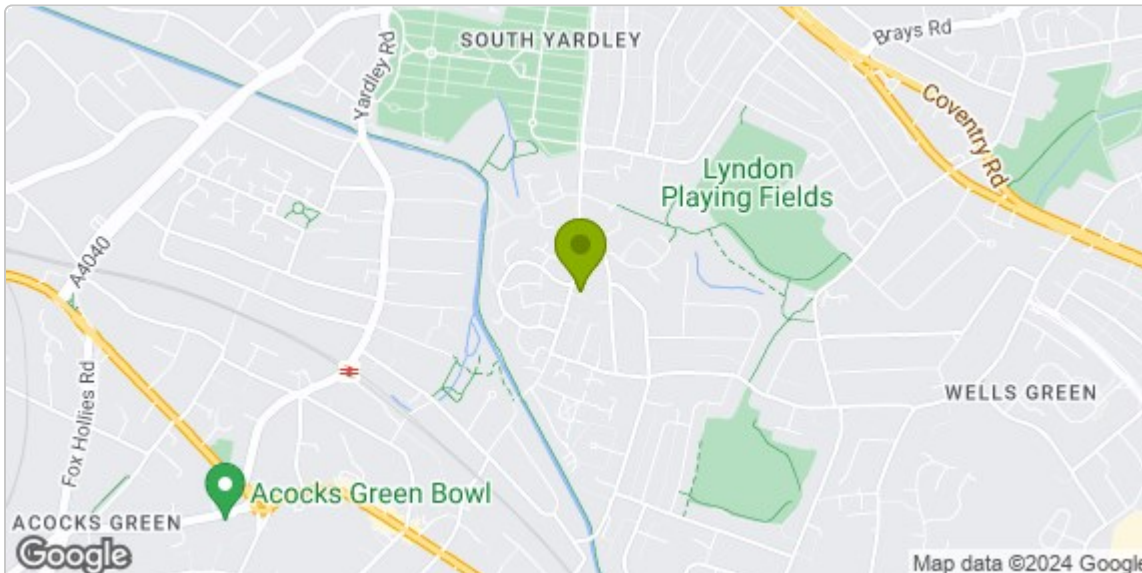 SOUTH YARDLEY
Brays Rd
Yardley Rd
Coventry Rd
Lyndon
Playing Fields
A4040
Fox Hollies Rd
WELLS GREEN
Acocks Green Bowl
ACOCKS GREEN
Google
Map data ©2024 Google